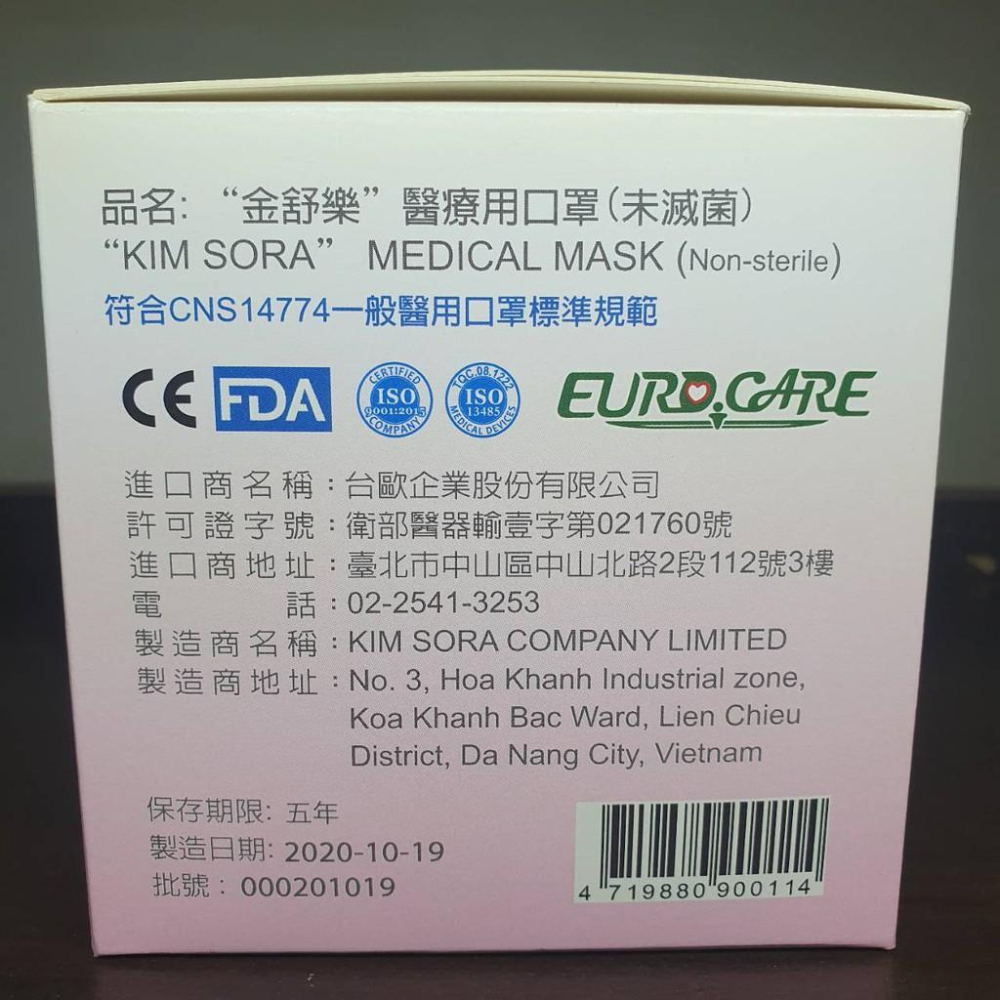 品名: “金舒樂”醫療用口罩(未滅菌)
“KIM SORA” MEDICAL MASK (Non-sterile)
符合CNS14774一般醫用口罩標準規範
CE FDA CERTIFIED ISO 9001:2015 COMPANY TQC.08.1222 ISO 13485 MEDICAL DEVICES EURO.CARE
進口商名稱：台歐企業股份有限公司
許可證字號：衛部醫器輸壹字第021760號
進口商地址：臺北市中山區中山北路2段112號3樓
電話：02-2541-3253
製造商名稱：KIM SORA COMPANY LIMITED
製造商地址：No. 3, Hoa Khanh Industrial zone,
Koa Khanh Bac Ward, Lien Chieu
District, Da Nang City, Vietnam
保存期限: 五年
製造日期: 2020-10-19
批號：000201019
4 719880 900114